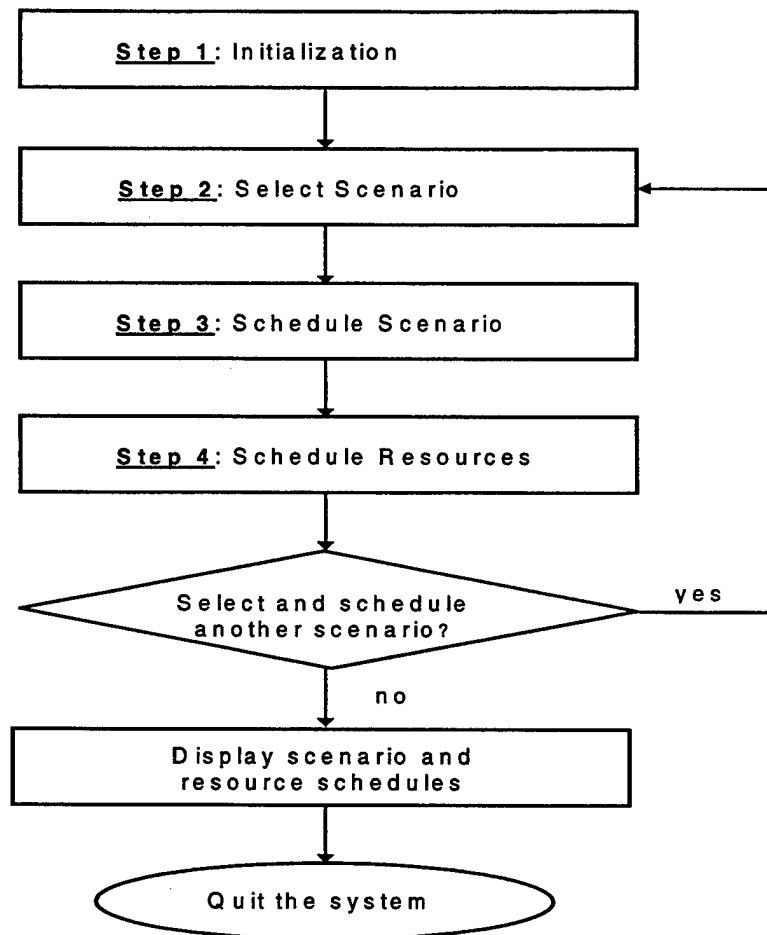 Step 1: Initialization
Step 2: Select Scenario
Step 3: Schedule Scenario
Step 4: Schedule Resources
Select and schedule
another scenario?
yes
no
Display scenario and
resource schedules
Quit the system